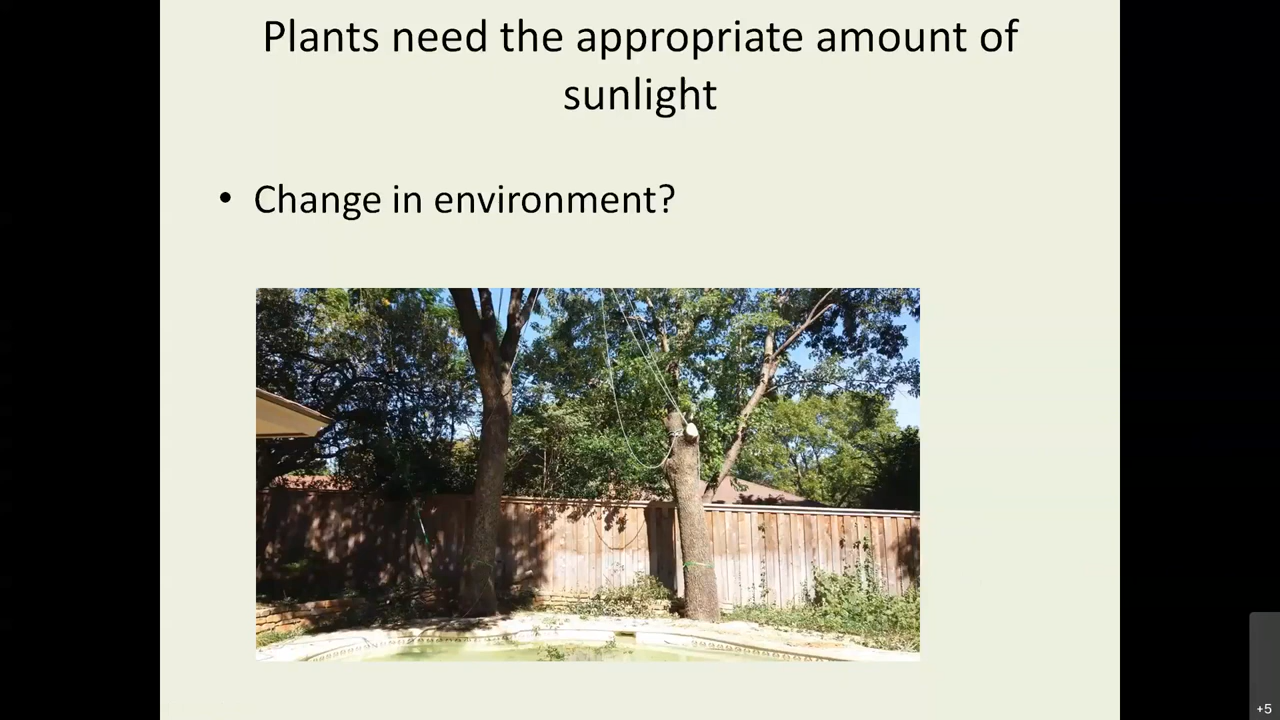 Plants need the appropriate amount of
sunlight
• Change in environment?
+5